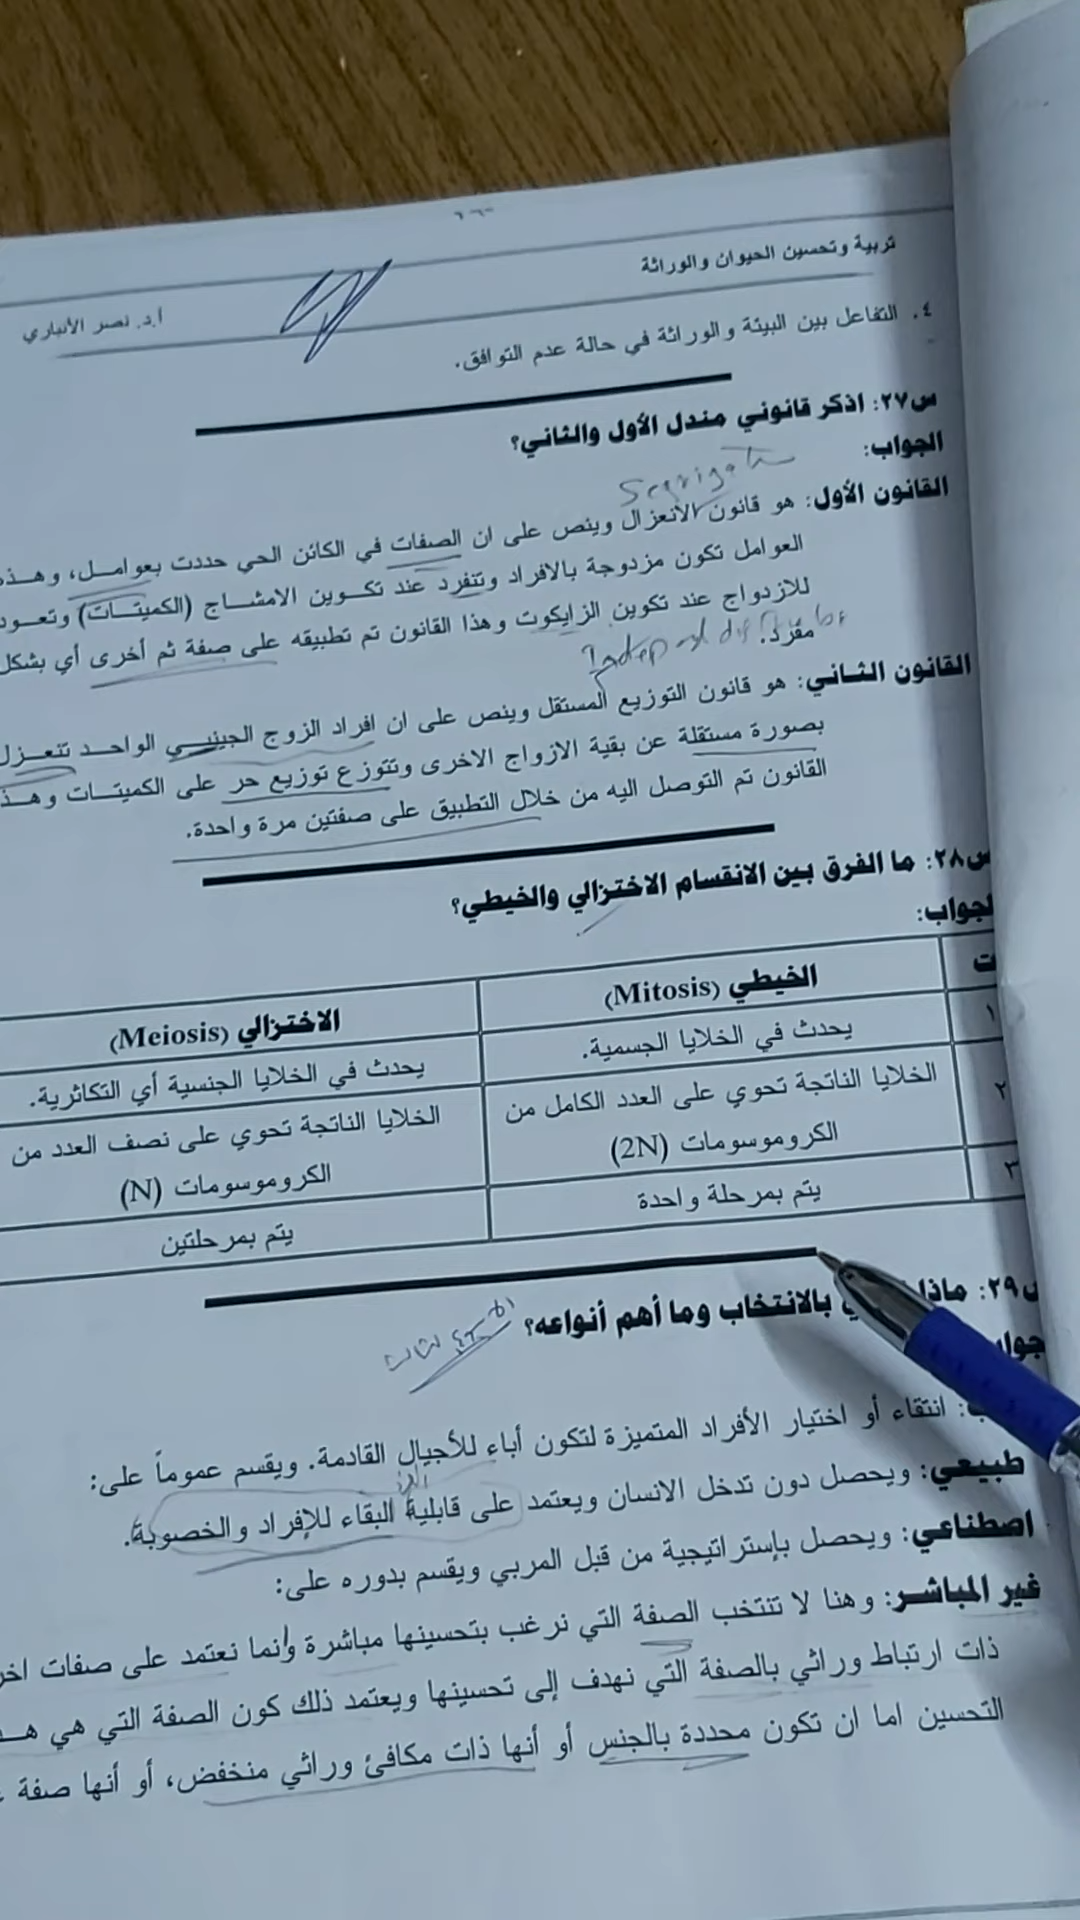 تربية وتحسين الحيوان والوراثة
أ.د. نصر الأنباري
٤. التفاعل بين البيئة والوراثة في حالة عدم التوافق.
س٢٧: اذكر قانوني مندل الأول والثاني؟
الجواب:
القانون الأول: هو قانون الانعزال وينص على ان الصفات في الكائن الحي حددت بعوامل، وهذه
العوامل تكون مزدوجة بالافراد وتنفرد عند تكوين الامشاج (الكميتات) وتعود
للازدواج عند تكوين الزايكوت وهذا القانون تم تطبيقه على صفة ثم أخرى أي بشكل
مفرد.
القانون الثاني: هو قانون التوزيع المستقل وينص على ان افراد الزوج الجيني الواحد تنعزل
بصورة مستقلة عن بقية الازواج الاخرى وتتوزع توزيع حر على الكميتات وهذ
القانون تم التوصل اليه من خلال التطبيق على صفتين مرة واحدة.
س٢٨: ما الفرق بين الانقسام الاختزالي والخيطي؟
الجواب:
ت الخيطي (Mitosis) الاختزالي (Meiosis)
١ يحدث في الخلايا الجسمية. يحدث في الخلايا الجنسية أي التكاثرية.
٢ الخلايا الناتجة تحوي على العدد الكامل من الخلايا الناتجة تحوي على نصف العدد من
الكروموسومات (2N) الكروموسومات (N)
٣ يتم بمرحلة واحدة يتم بمرحلتين
س٢٩: ماذا بالانتخاب وما أهم أنواعه؟
جواب
انتقاء أو اختيار الأفراد المتميزة لتكون أباء للأجيال القادمة. ويقسم عموماً على:
طبيعي: ويحصل دون تدخل الانسان ويعتمد على قابلية البقاء للإفراد والخصوبة.
اصطناعي: ويحصل بإستراتيجية من قبل المربي ويقسم بدوره على:
غير المباشر: وهنا لا تنتخب الصفة التي نرغب بتحسينها مباشرة وانما نعتمد على صفات اخر
ذات ارتباط وراثي بالصفة التي نهدف إلى تحسينها ويعتمد ذلك كون الصفة التي هي هد
التحسين اما ان تكون محددة بالجنس أو أنها ذات مكافئ وراثي منخفض، أو أنها صفة